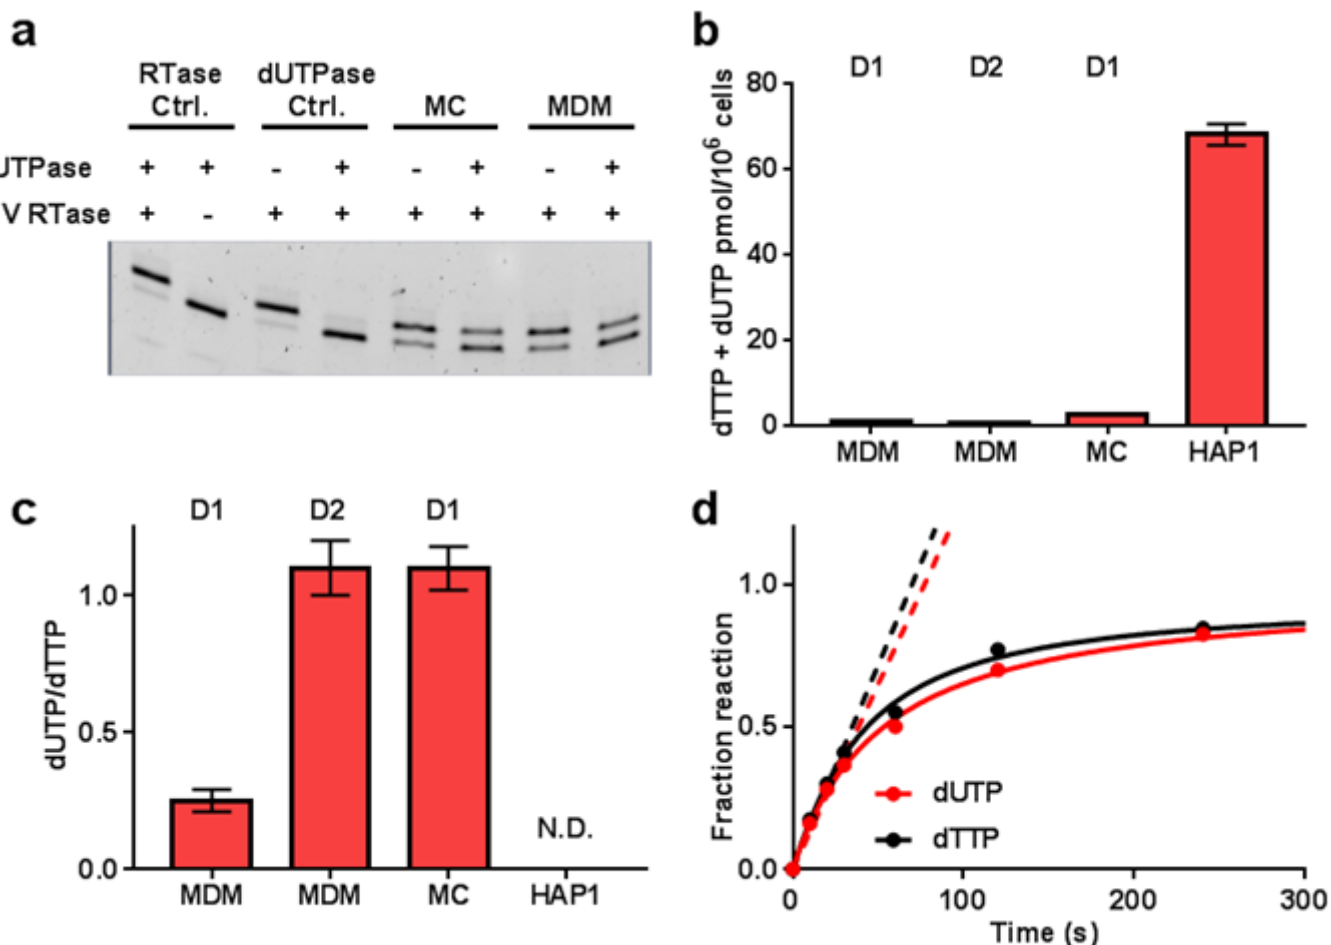 a
RTase dUTPase
Ctrl. Ctrl. MC MDM
UTPase + + - + - + - +
V RTase + - + + + + + +
b
D1 D2 D1
dTTP + dUTP pmol/10⁶ cells
80
60
40
20
0
MDM MDM MC HAP1
c
D1 D2 D1
dUTP/dTTP
1.0
0.5
0.0
N.D.
MDM MDM MC HAP1
d
Fraction reaction
1.0
0.5
0.0
dUTP
dTTP
0 100 200 300
Time (s)